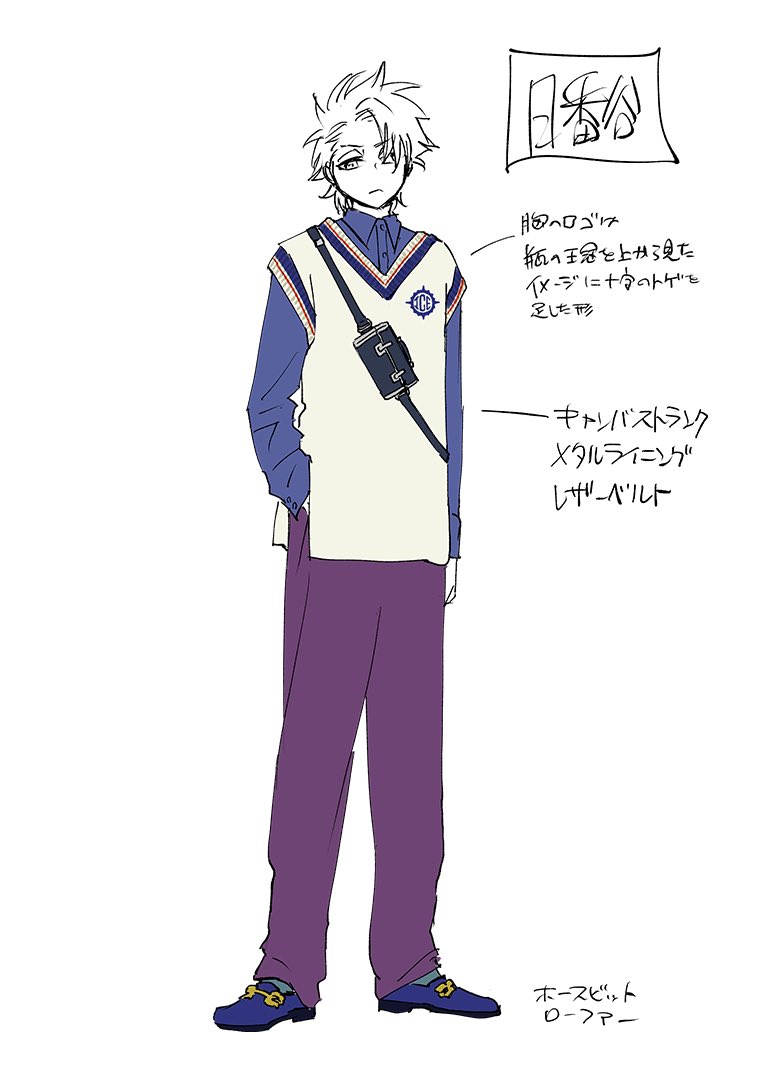 日番谷
胸のロゴは
瓶の王冠を上から見た
イメージに十字のトゲを
足した形
ICE
キャンバストランク
メタルライニング
レザーベルト
ホースビット
ローファー